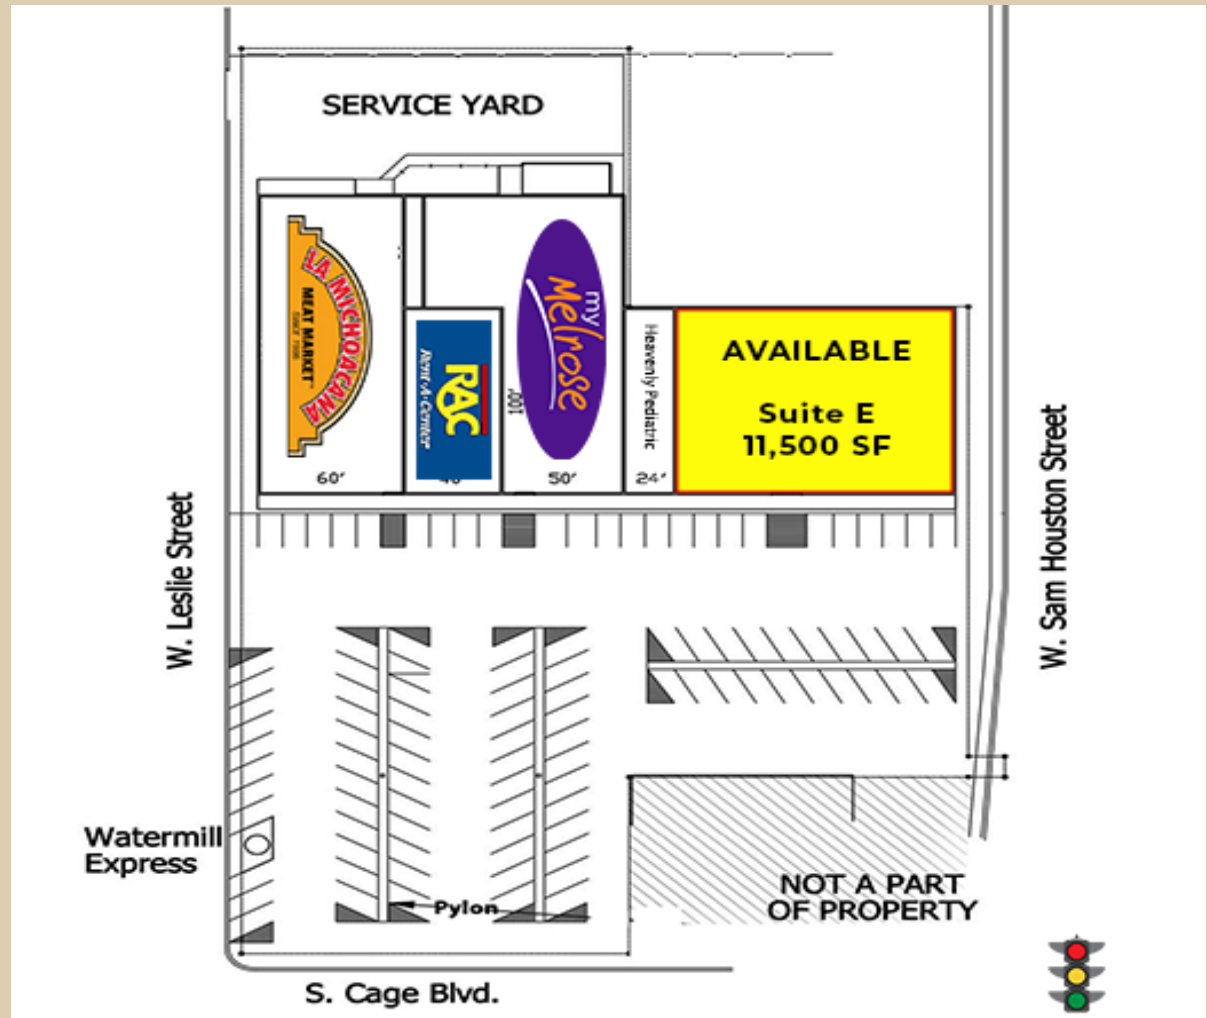 SERVICE YARD
LA MICHOACANA
MEAT MARKET
RAC
Rent-A-Center
my
Melrose
100'
Heavenly Pediatric
AVAILABLE
Suite E
11,500 SF
60'
50'
24'
W. Leslie Street
W. Sam Houston Street
Watermill
Express
Pylon
NOT A PART
OF PROPERTY
S. Cage Blvd.